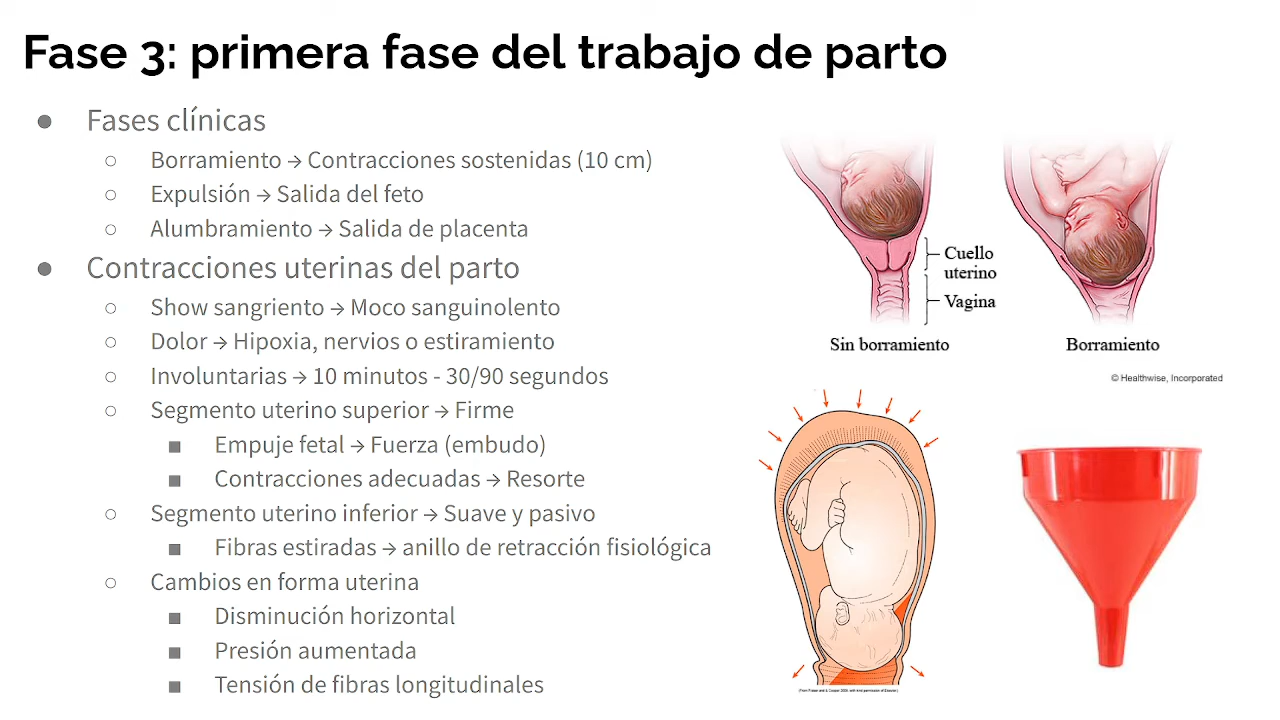 Fase 3: primera fase del trabajo de parto
● Fases clínicas
○ Borramiento → Contracciones sostenidas (10 cm)
○ Expulsión → Salida del feto
○ Alumbramiento → Salida de placenta
● Contracciones uterinas del parto
○ Show sangriento → Moco sanguinolento
○ Dolor → Hipoxia, nervios o estiramiento
○ Involuntarias → 10 minutos - 30/90 segundos
○ Segmento uterino superior → Firme
■ Empuje fetal → Fuerza (embudo)
■ Contracciones adecuadas → Resorte
○ Segmento uterino inferior → Suave y pasivo
■ Fibras estiradas → anillo de retracción fisiológica
○ Cambios en forma uterina
■ Disminución horizontal
■ Presión aumentada
■ Tensión de fibras longitudinales
Cuello
uterino
Vagina
Sin borramiento
Borramiento
© Healthwise, Incorporated